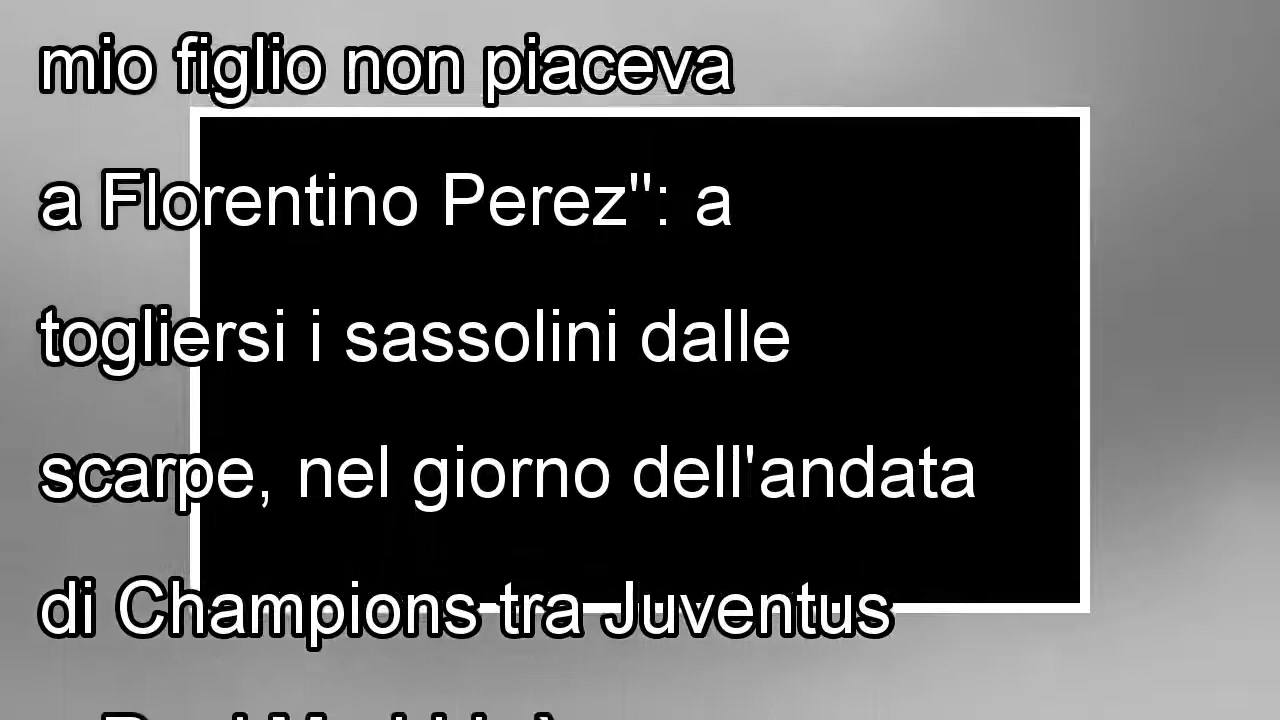 mio figlio non piaceva
a Florentino Perez": a
togliersi i sassolini dalle
scarpe, nel giorno dell'andata
di Champions tra Juventus